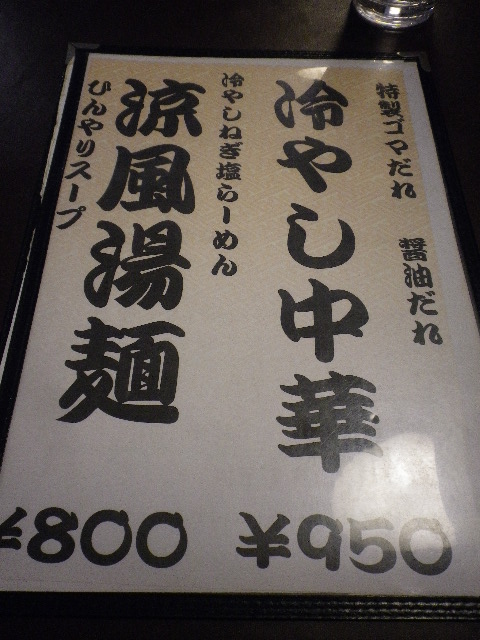 特製ゴマだれ
醤油だれ
冷やし中華
¥950
冷やしねぎ塩らーめん
涼風湯麺
ひんやりスープ
¥800